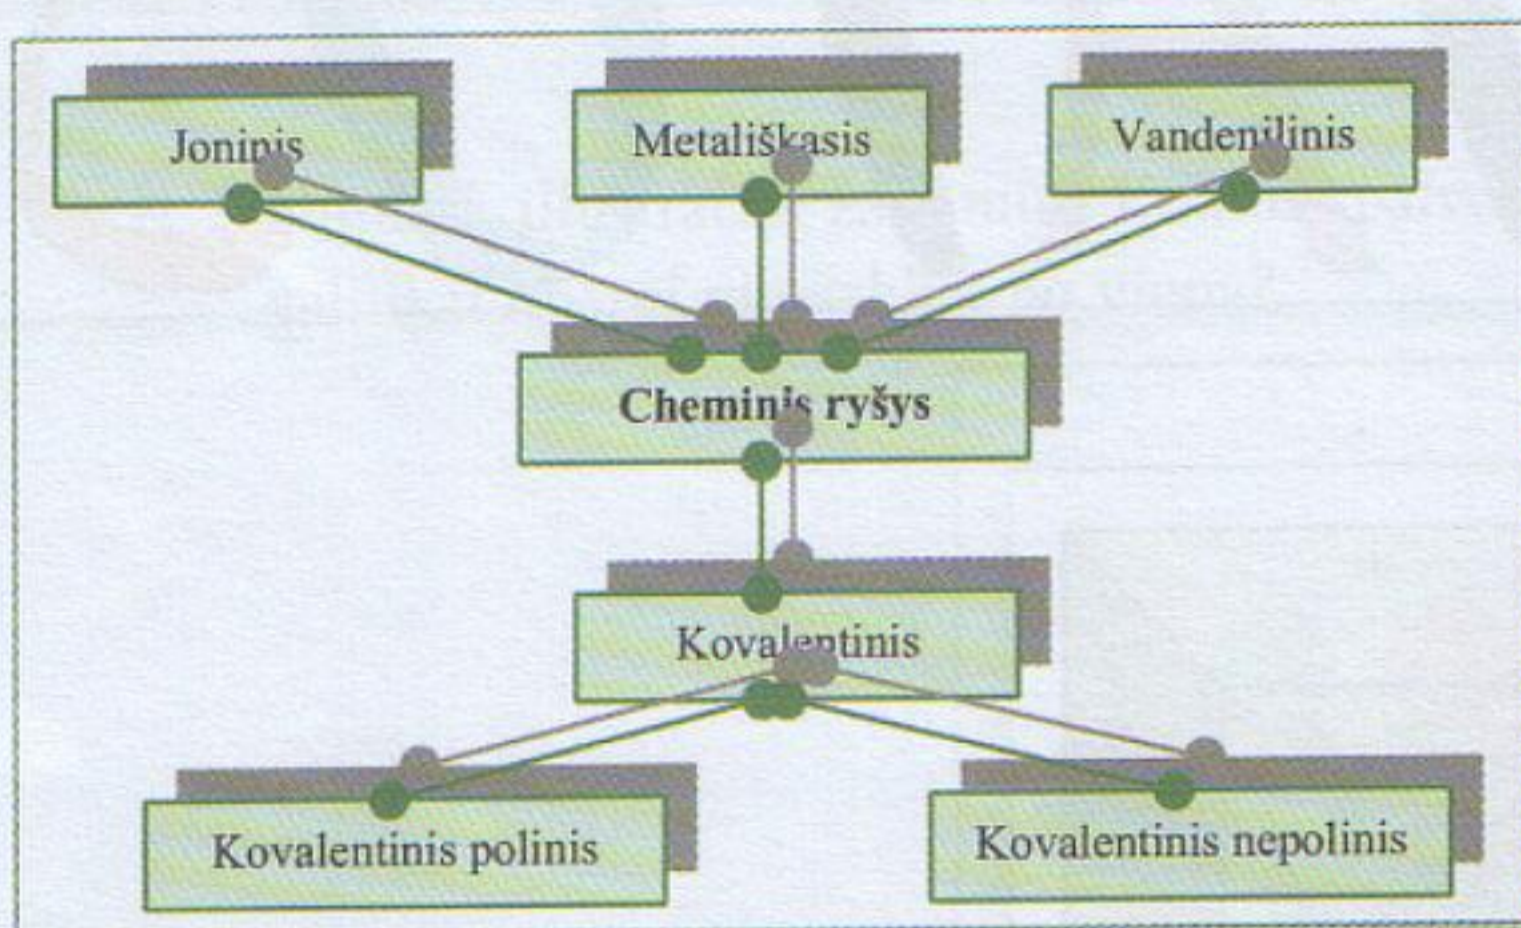 Joninis
Metališkasis
Vandenilinis
Cheminis ryšys
Kovalentinis
Kovalentinis polinis
Kovalentinis nepolinis